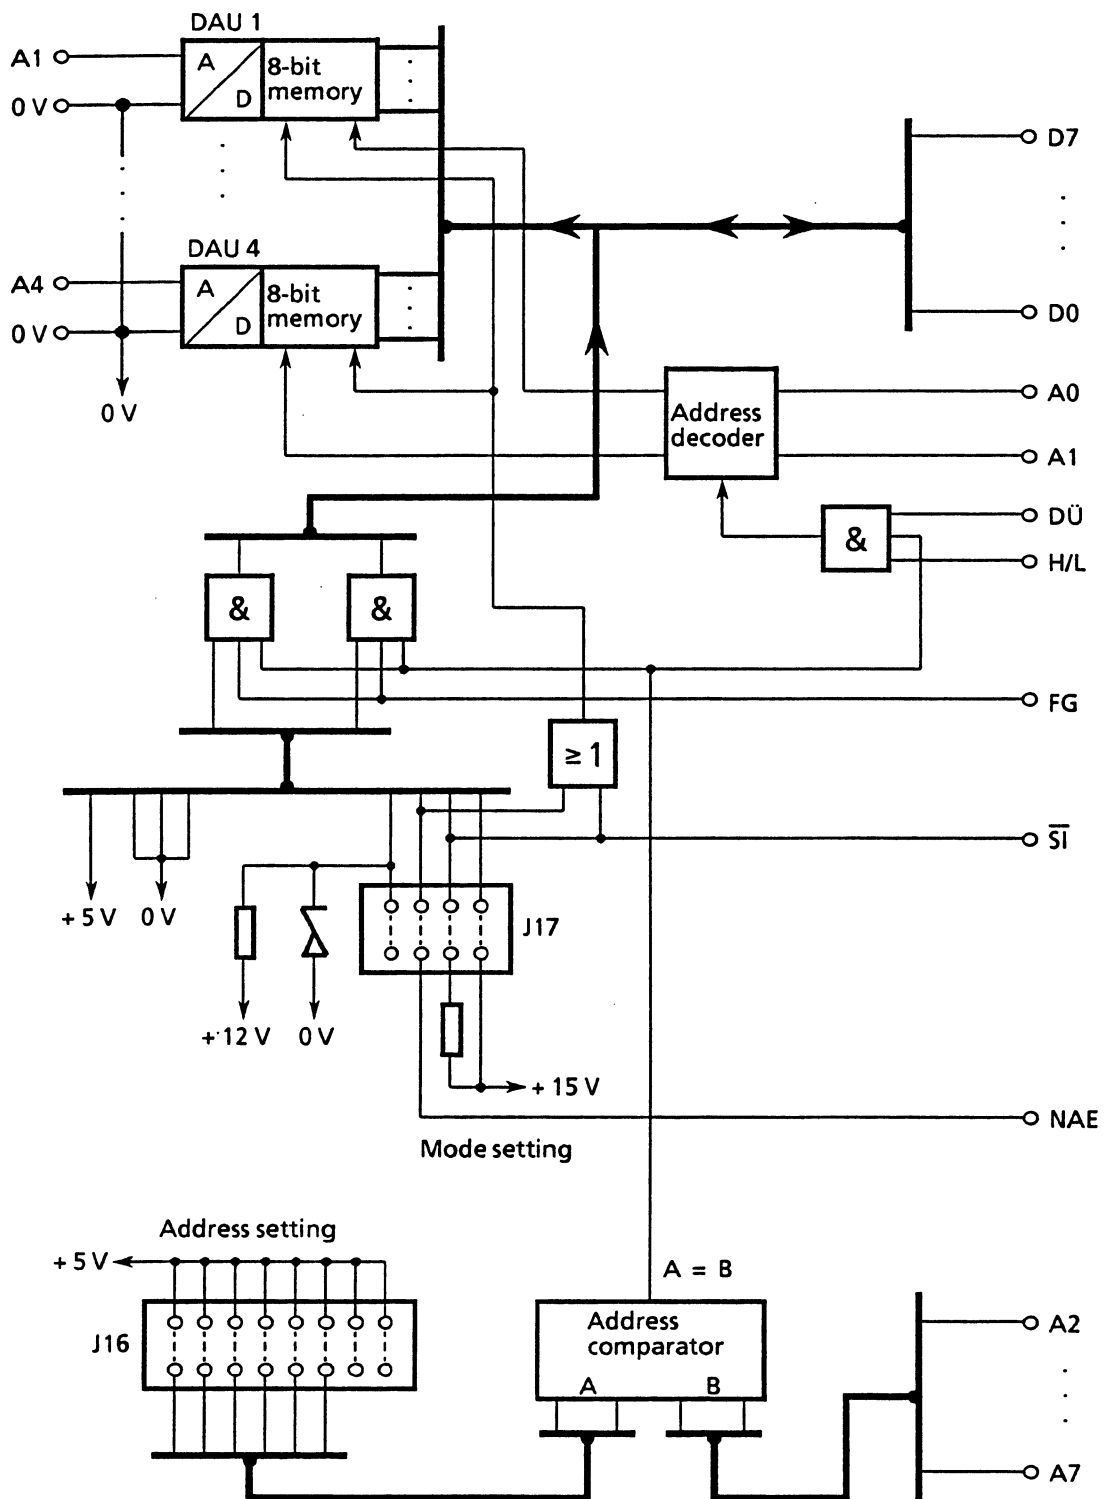 DAU 1
A1
A
D
8-bit
memory
0 V
D7
DAU 4
A4
A
D
8-bit
memory
0 V
D0
0 V
Address
decoder
A0
A1
DÜ
&
H/L
&
&
FG
≥ 1
S̅I̅
+ 5 V
0 V
J17
+ 12 V
0 V
+ 15 V
NAE
Mode setting
Address setting
+ 5 V
A = B
J16
Address
comparator
A
B
A2
A7